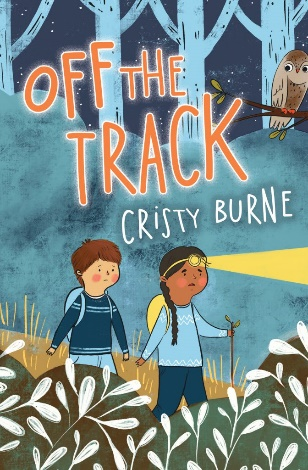 OFF THE
TRACK
CRISTY BURNE